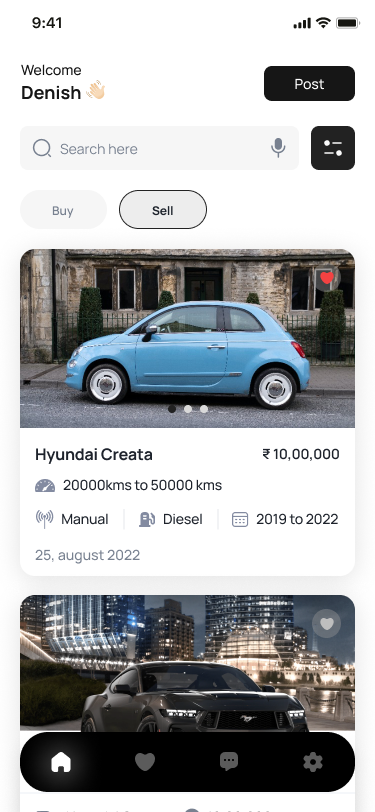 9:41
Welcome
Denish 👋🏻
Post
Search here
Buy
Sell
Hyundai Creata
₹ 10,00,000
20000kms to 50000 kms
Manual
Diesel
2019 to 2022
25, august 2022